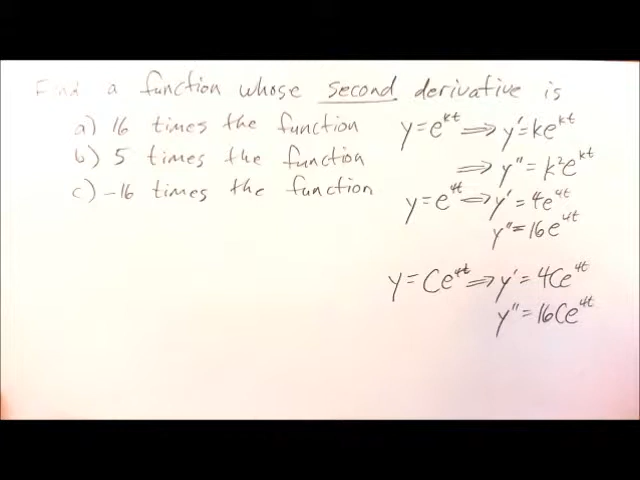 Find a function whose second derivative is
a) 16 times the function
b) 5 times the function
c) -16 times the function
y=e^{kt} ⇒ y'=ke^{kt}
⇒ y''=k²e^{kt}
y=e^{4t} ⇒ y'=4e^{4t}
y''=16e^{4t}
y=Ce^{4t} ⇒ y'=4Ce^{4t}
y''=16Ce^{4t}